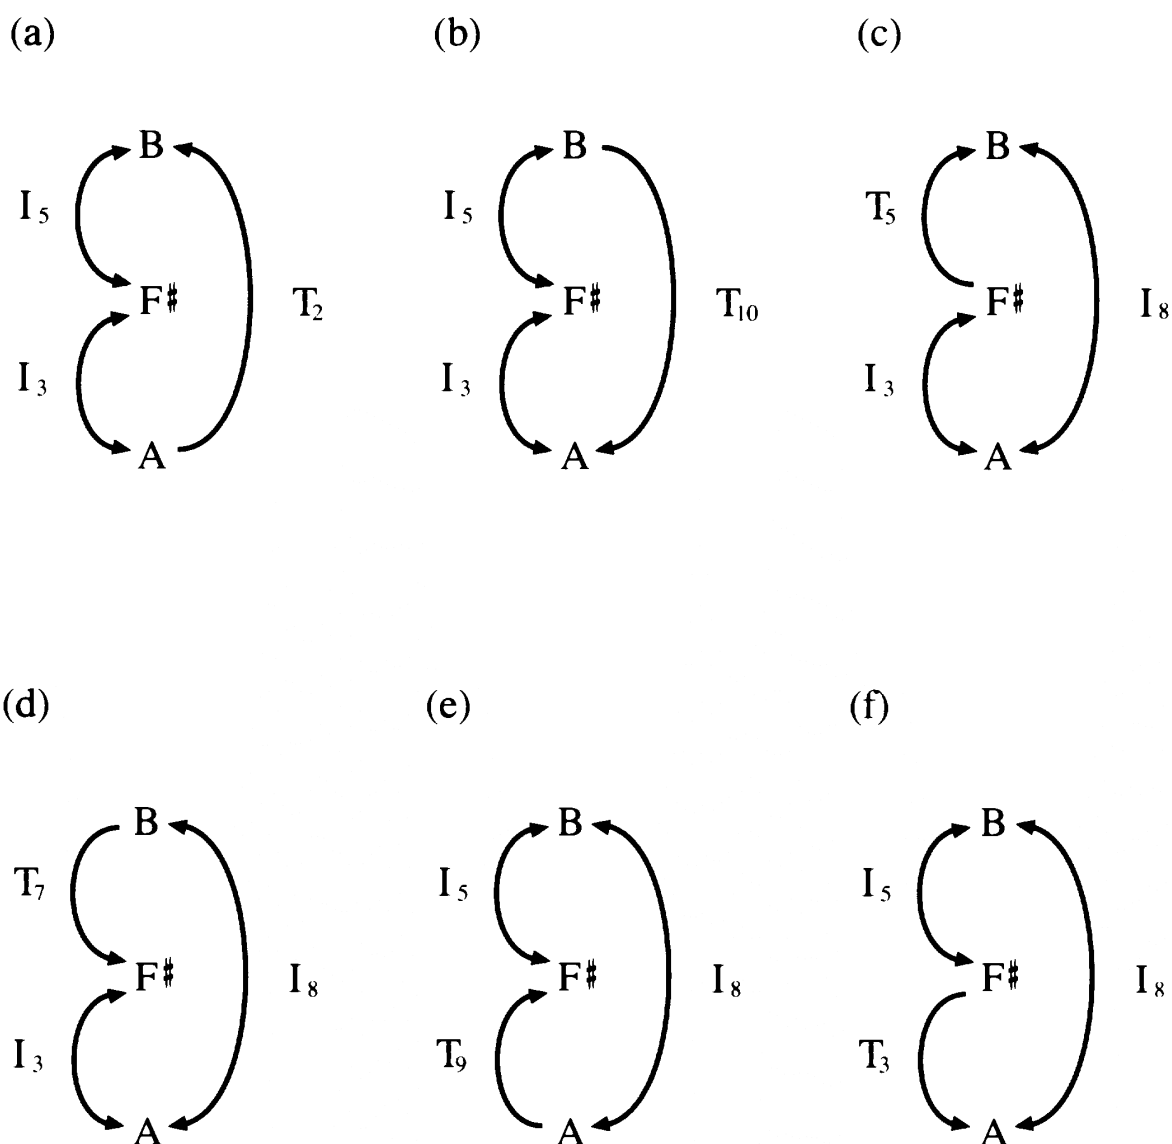 (a) (b) (c)
B B B
I5 I5 T5
F♯ T2 F♯ T10 F♯ I8
I3 I3 I3
A A A
(d) (e) (f)
B B B
T7 I5 I5
F♯ I8 F♯ I8 F♯ I8
I3 T9 T3
A A A